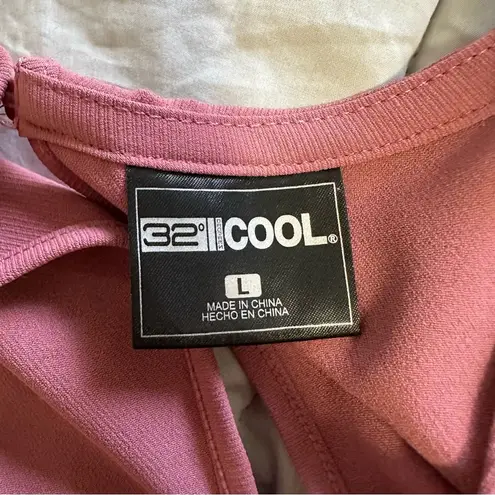 32° DEGREES COOL®
L
MADE IN CHINA
HECHO EN CHINA